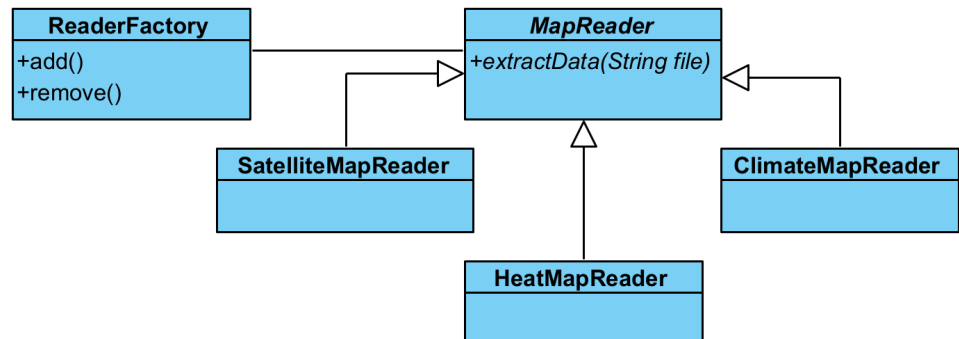 ReaderFactory
+add()
+remove()
MapReader
+extractData(String file)
SatelliteMapReader
ClimateMapReader
HeatMapReader